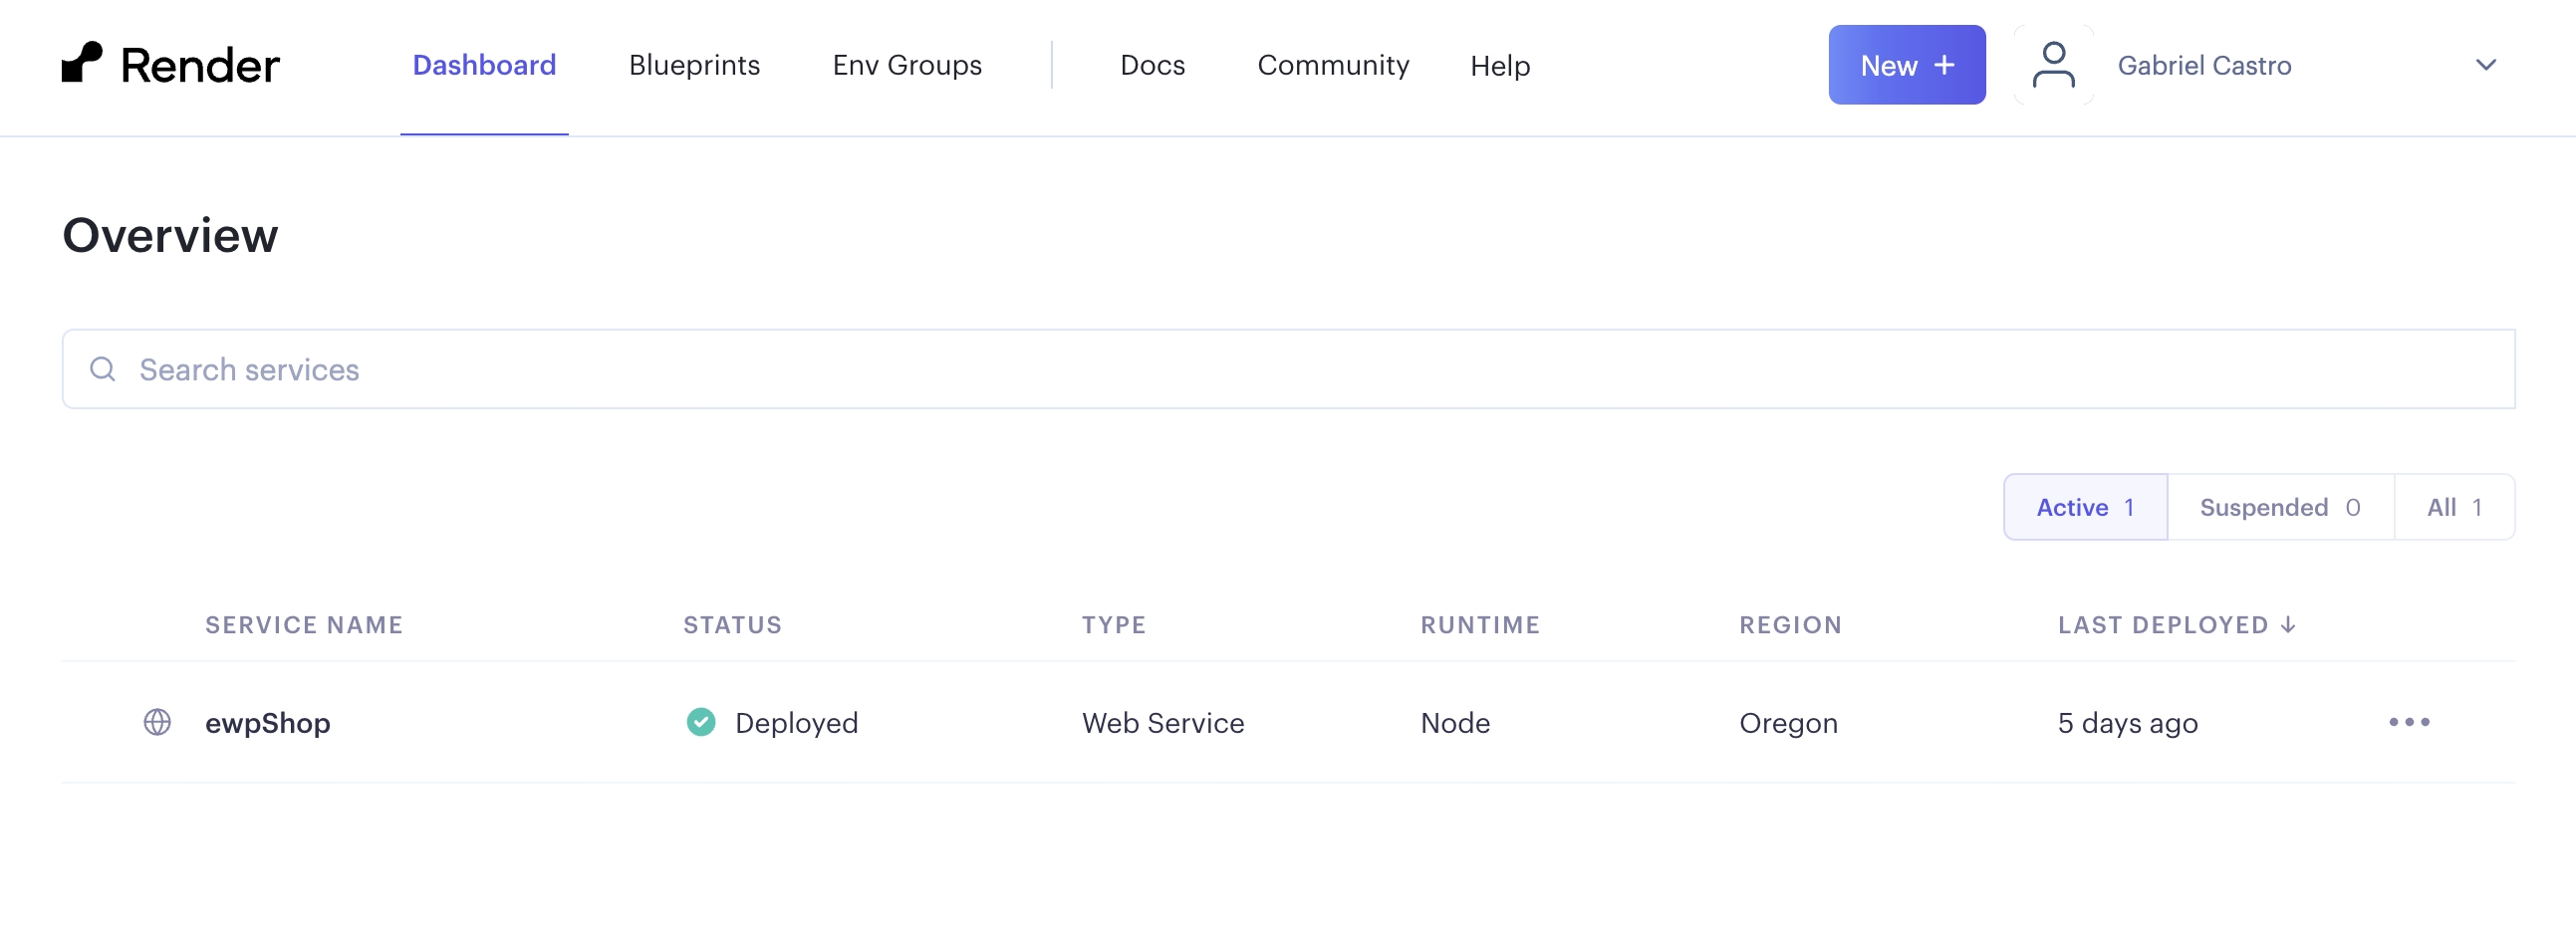 Render Dashboard Blueprints Env Groups Docs Community Help New + Gabriel Castro
Overview
Search services
Active 1 Suspended 0 All 1
SERVICE NAME STATUS TYPE RUNTIME REGION LAST DEPLOYED ↓
ewpShop Deployed Web Service Node Oregon 5 days ago •••